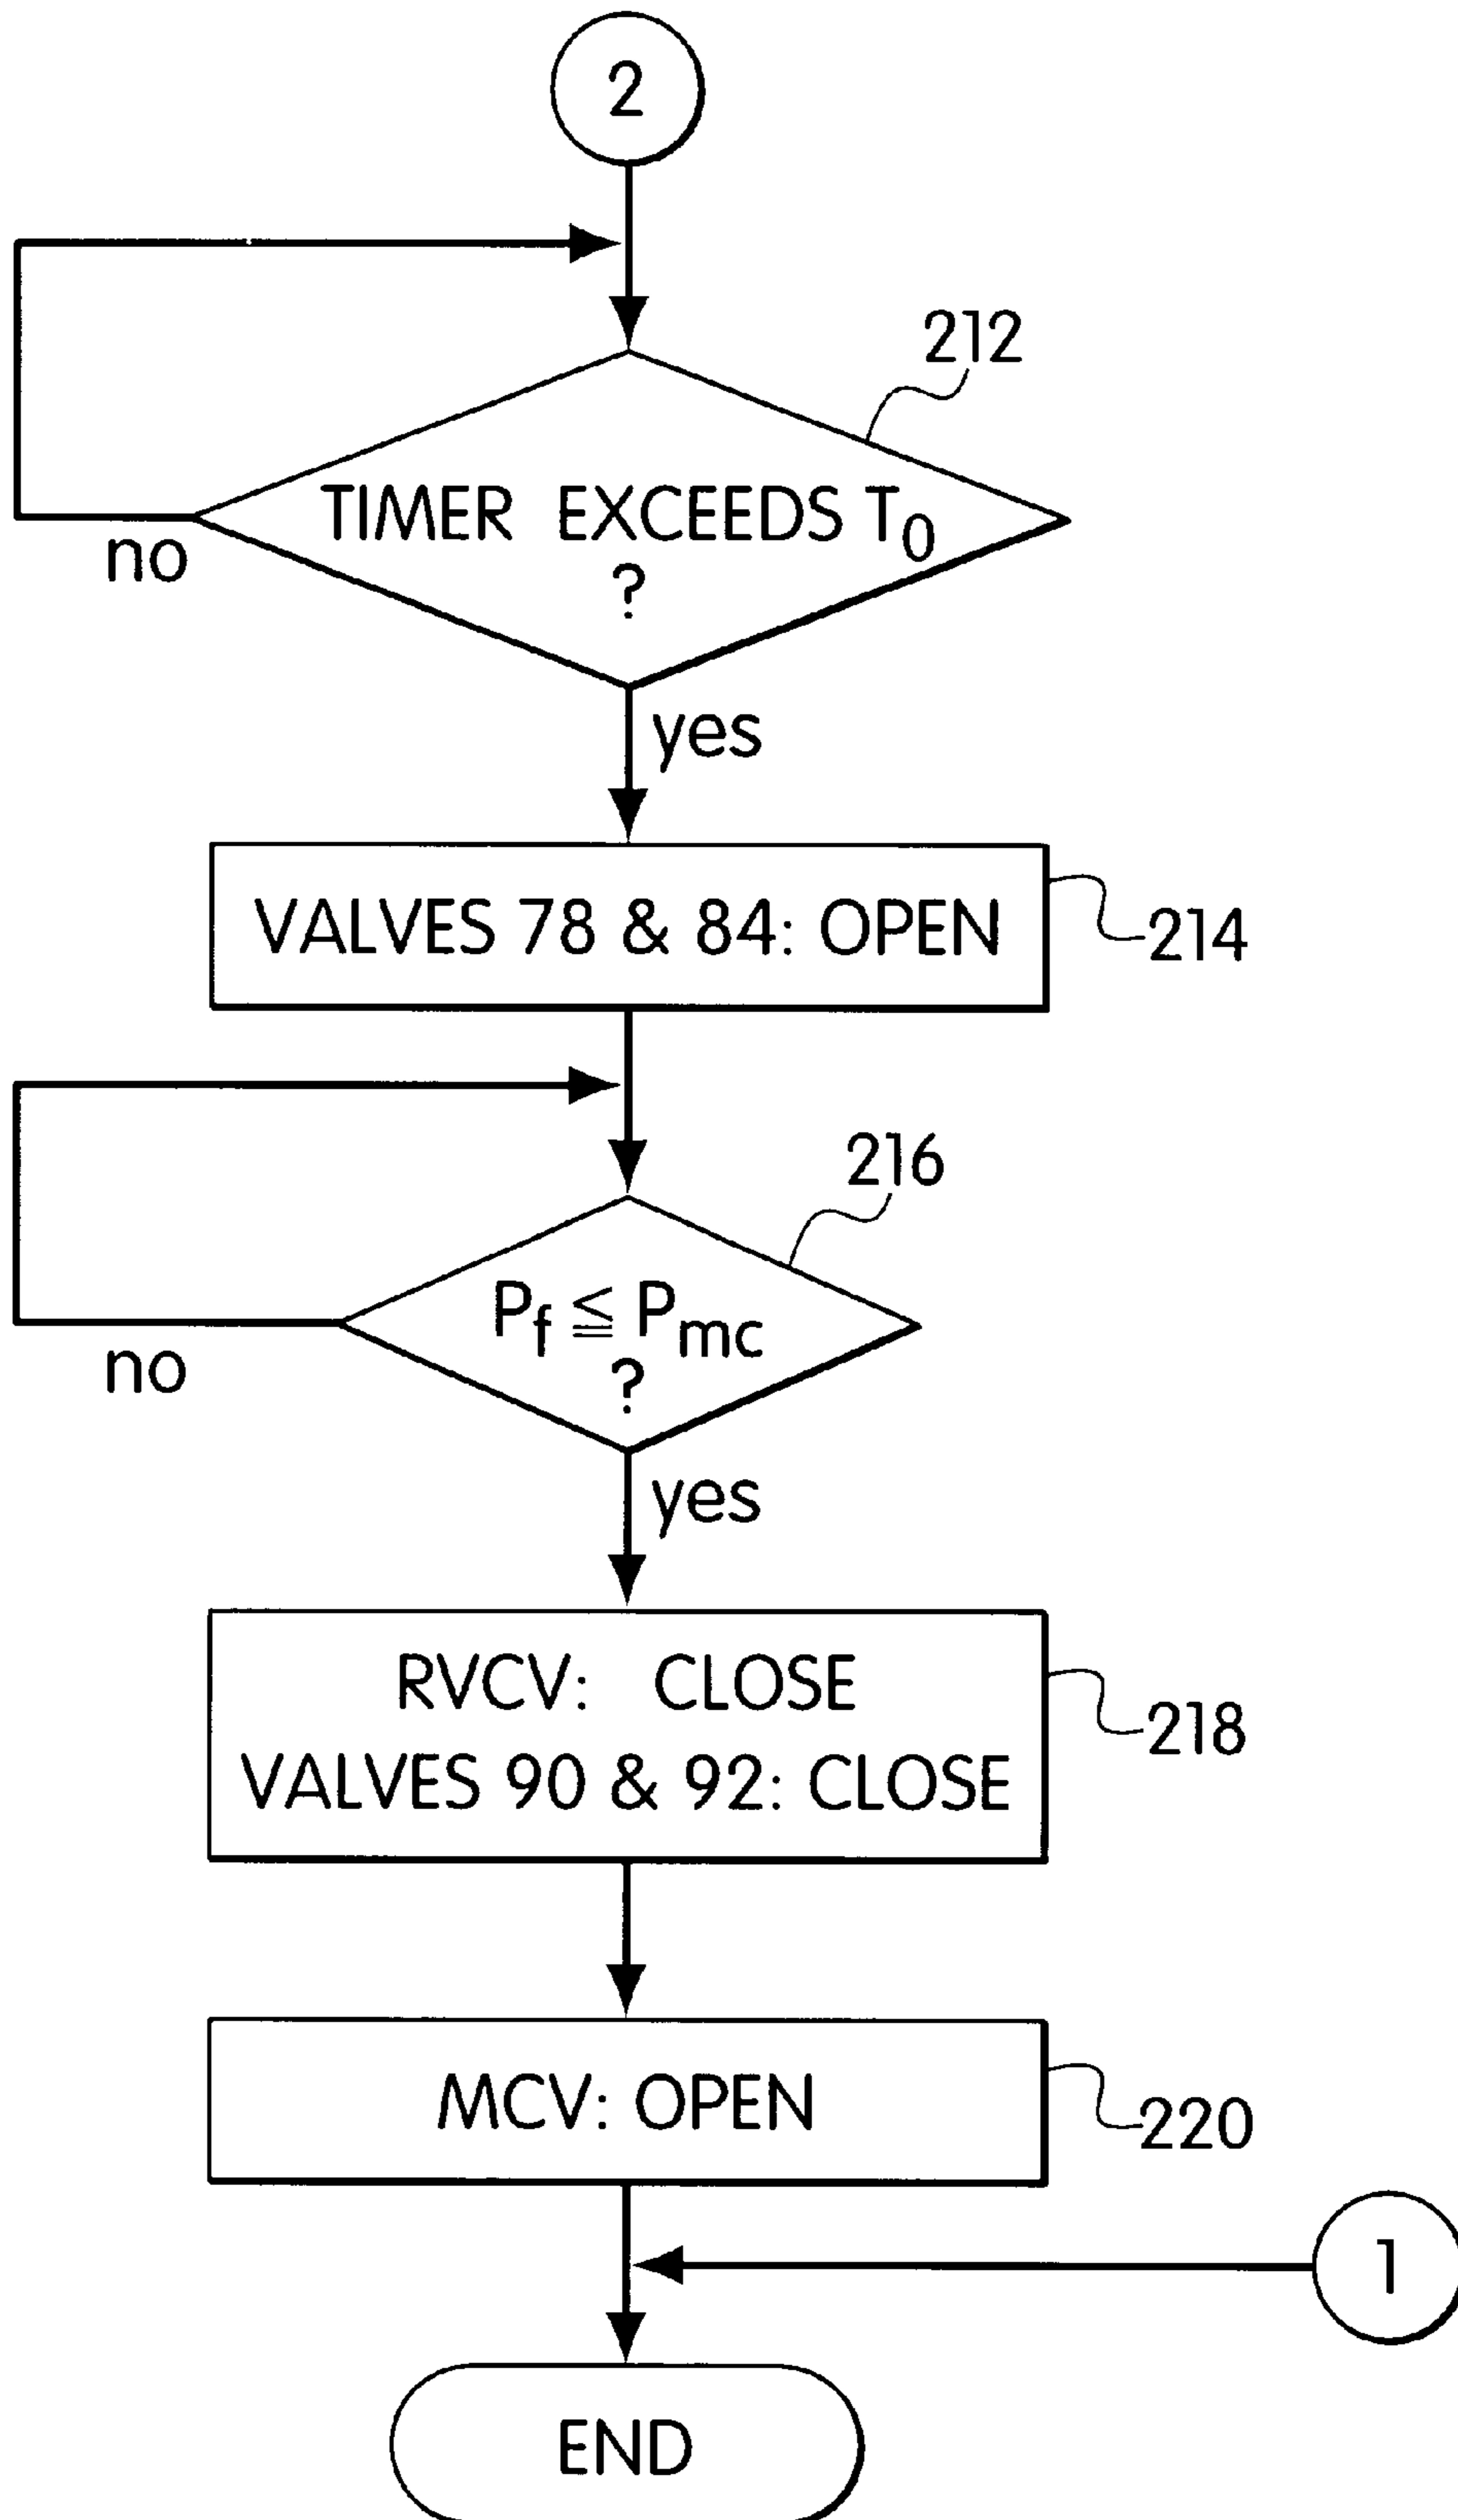 2
212
TIMER EXCEEDS T0
?
no
yes
VALVES 78 & 84: OPEN
214
216
Pf ≦ Pmc
?
no
yes
RVCV: CLOSE
VALVES 90 & 92: CLOSE
218
MCV: OPEN
220
1
END